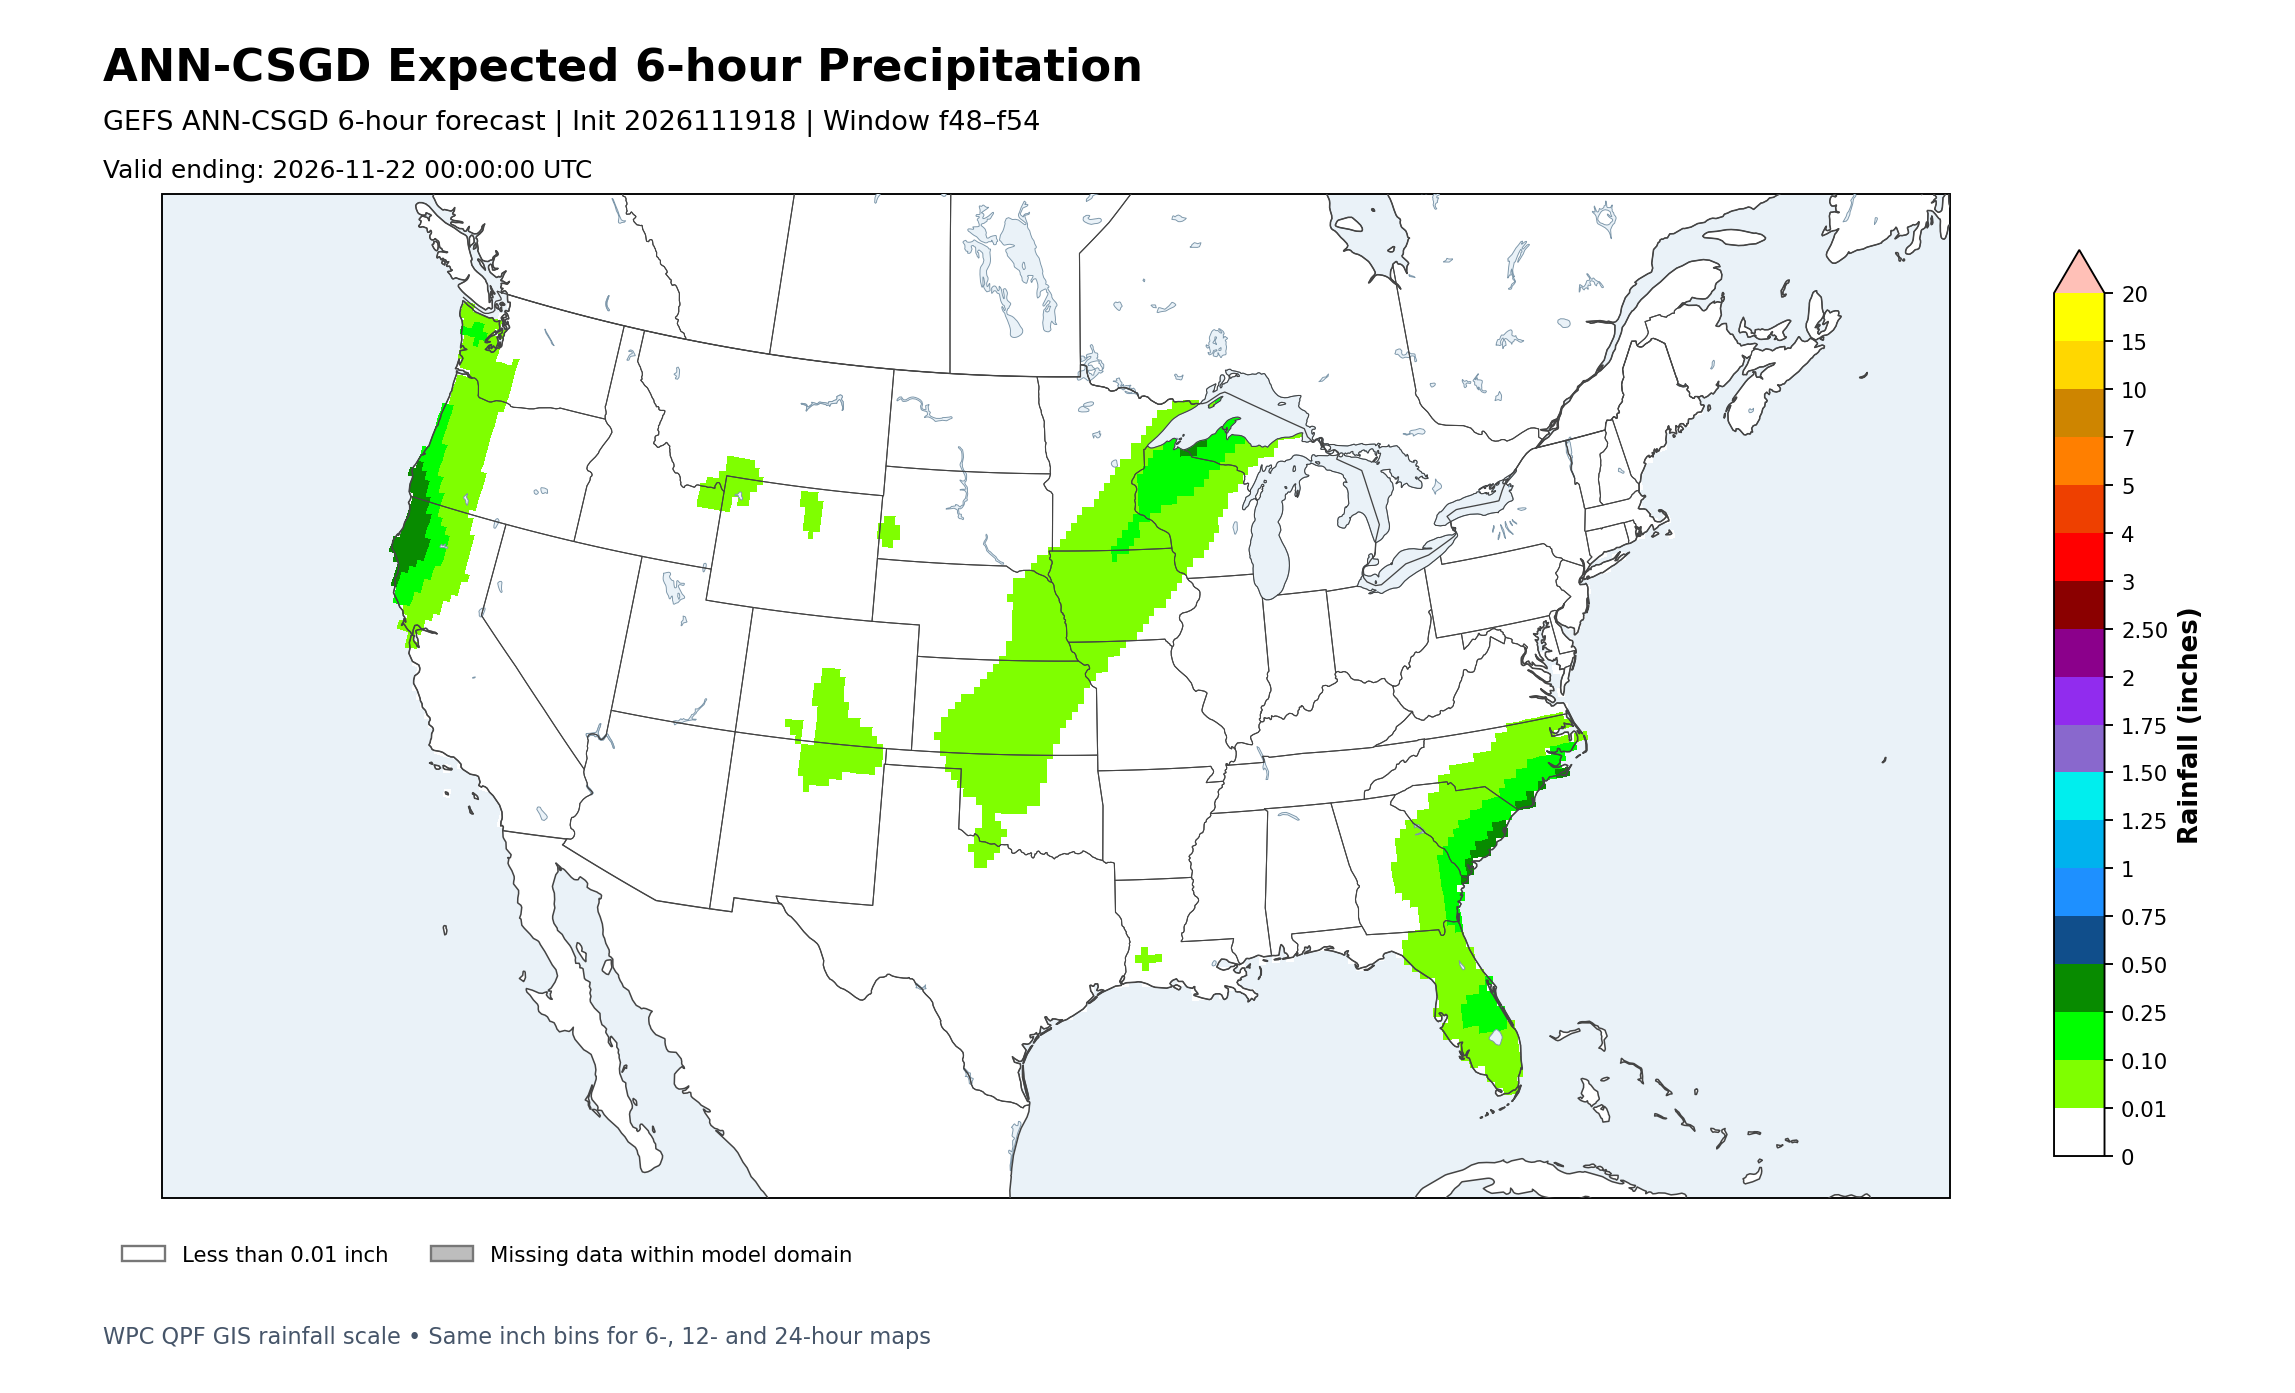 ANN-CSGD Expected 6-hour Precipitation
GEFS ANN-CSGD 6-hour forecast | Init 2026111918 | Window f48–f54
Valid ending: 2026-11-22 00:00:00 UTC
20
15
10
7
5
4
3
2.50
2
1.75
1.50
1.25
1
0.75
0.50
0.25
0.10
0.01
0
Rainfall (inches)
Less than 0.01 inch
Missing data within model domain
WPC QPF GIS rainfall scale • Same inch bins for 6-, 12- and 24-hour maps